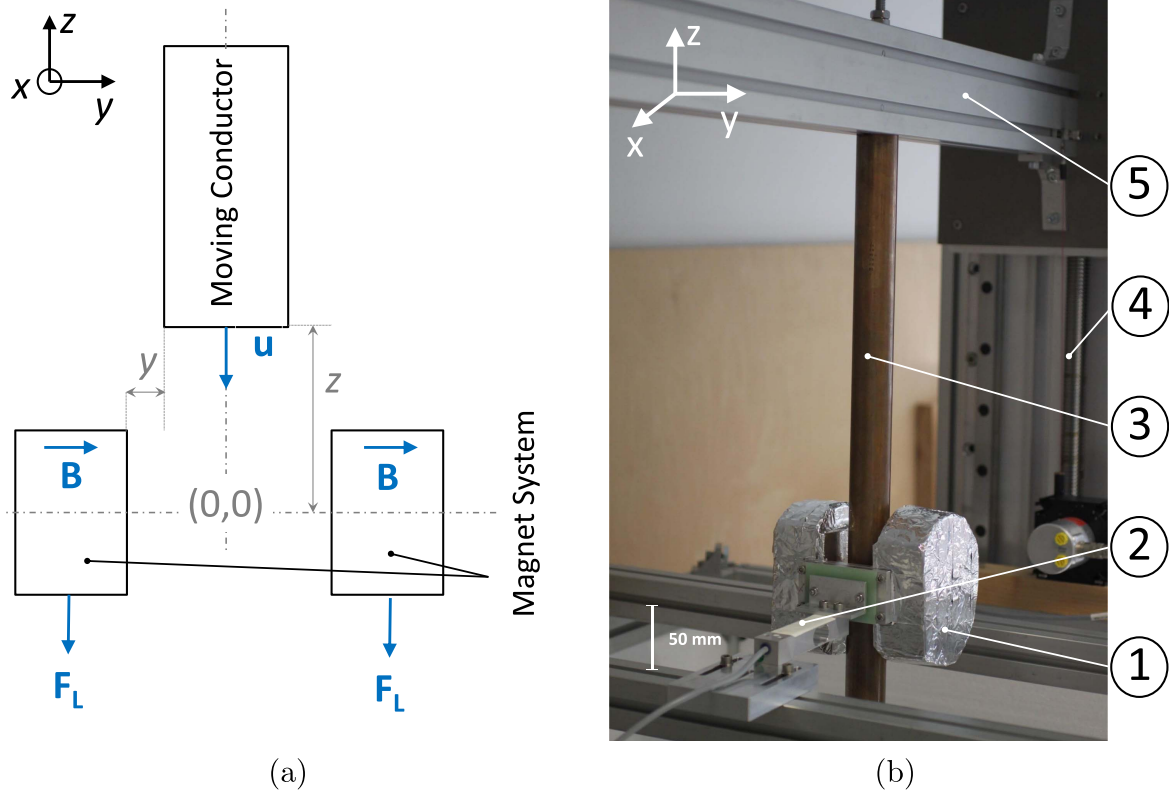 z
x
y
Moving Conductor
u
y
z
B
B
(0,0)
Magnet System
F_L
F_L
(a)
z
y
x
5
4
3
2
50 mm
1
(b)